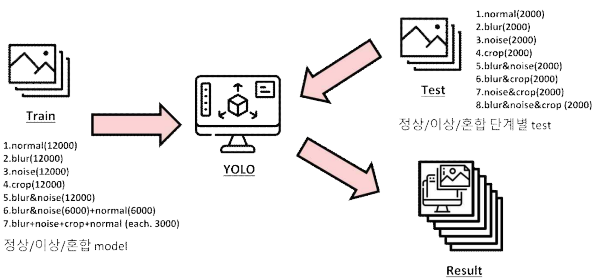 Train
1.normal(12000)
2.blur(12000)
3.noise(12000)
4.crop(12000)
5.blur&noise(12000)
6.blur&noise(6000)+normal(6000)
7.blur+noise+crop+normal (each. 3000)
정상/이상/혼합 model
YOLO
Test
1.normal(2000)
2.blur(2000)
3.noise(2000)
4.crop(2000)
5.blur&noise(2000)
6.blur&crop(2000)
7.noise&crop(2000)
8.blur&noise&crop (2000)
정상/이상/혼합 단계별 test
Result